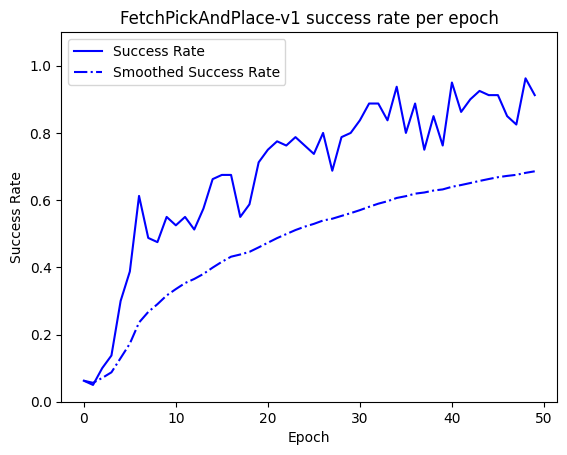 FetchPickAndPlace-v1 success rate per epoch
Success Rate
Smoothed Success Rate
1.0
0.8
0.6
0.4
0.2
0.0
Success Rate
0 10 20 30 40 50
Epoch